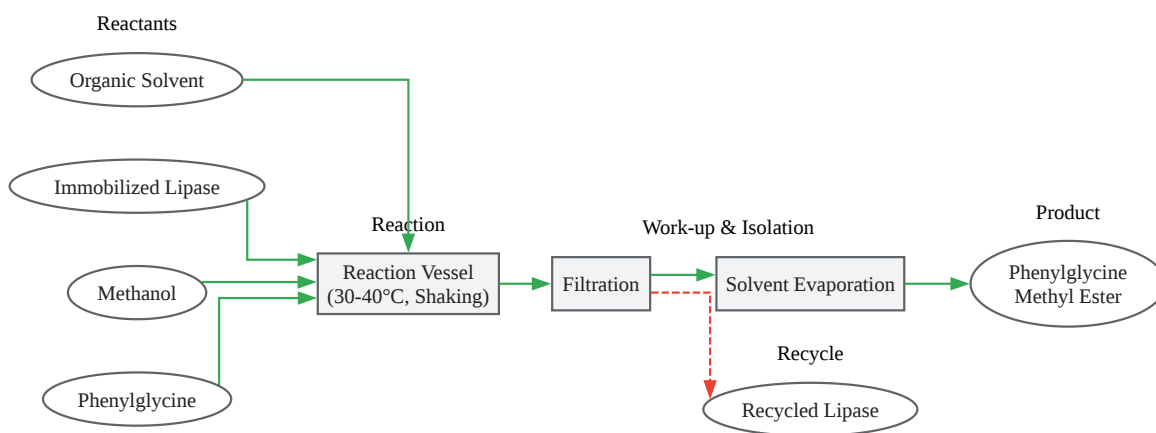 Reactants
Organic Solvent
Immobilized Lipase
Methanol
Phenylglycine
Reaction
Reaction Vessel
(30-40°C, Shaking)
Work-up & Isolation
Filtration
Solvent Evaporation
Product
Phenylglycine
Methyl Ester
Recycle
Recycled Lipase